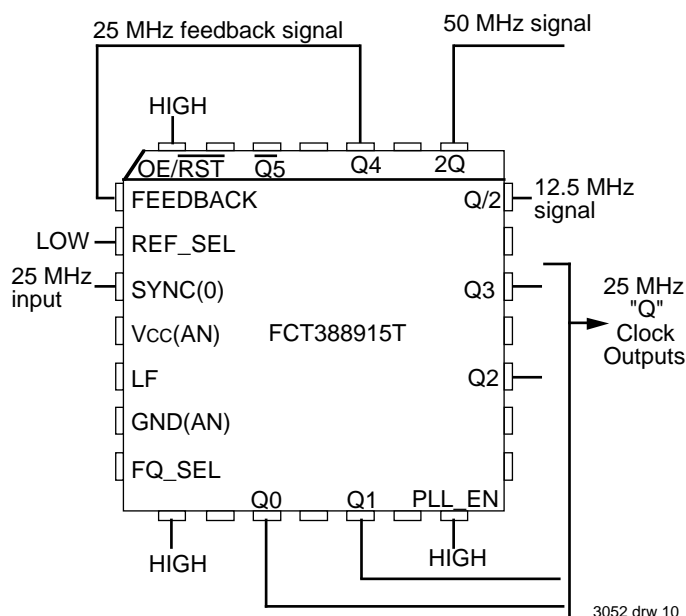 25 MHz feedback signal
50 MHz signal
HIGH
OE/R̅S̅T̅
Q̅5
Q4
2Q
FEEDBACK
Q/2
12.5 MHz
signal
LOW
REF_SEL
25 MHz
input
SYNC(0)
Q3
25 MHz
"Q"
Clock
Outputs
VCC(AN)
FCT388915T
LF
Q2
GND(AN)
FQ_SEL
Q0
Q1
PLL_EN
HIGH
HIGH
3052 drw 10